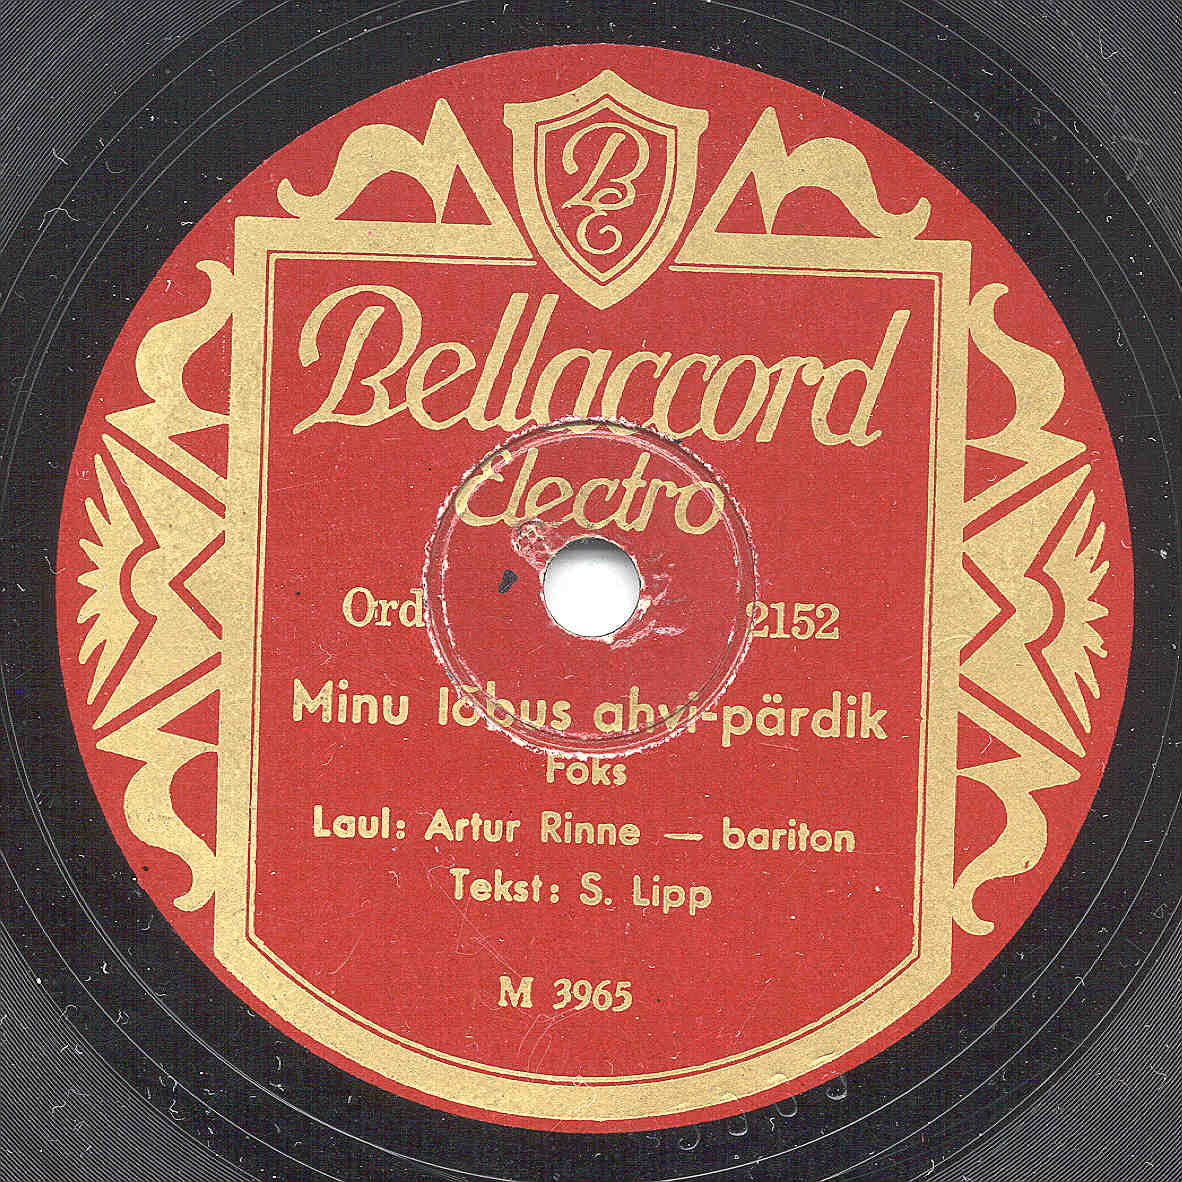 BE
Bellaccord
Electro
Ord 2152
Minu lõbus ahvi-pärdik
Foks
Laul: Artur Rinne — bariton
Tekst: S. Lipp
M 3965